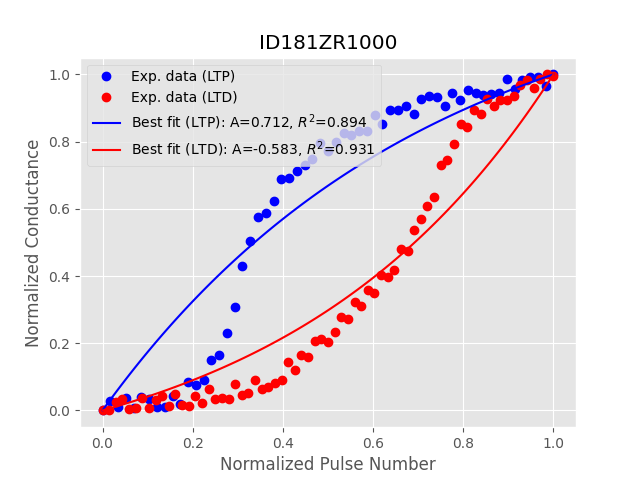 ID181ZR1000
Exp. data (LTP)
Exp. data (LTD)
Best fit (LTP): A=0.712, R²=0.894
Best fit (LTD): A=-0.583, R²=0.931
Normalized Conductance
1.0
0.8
0.6
0.4
0.2
0.0
0.0 0.2 0.4 0.6 0.8 1.0
Normalized Pulse Number